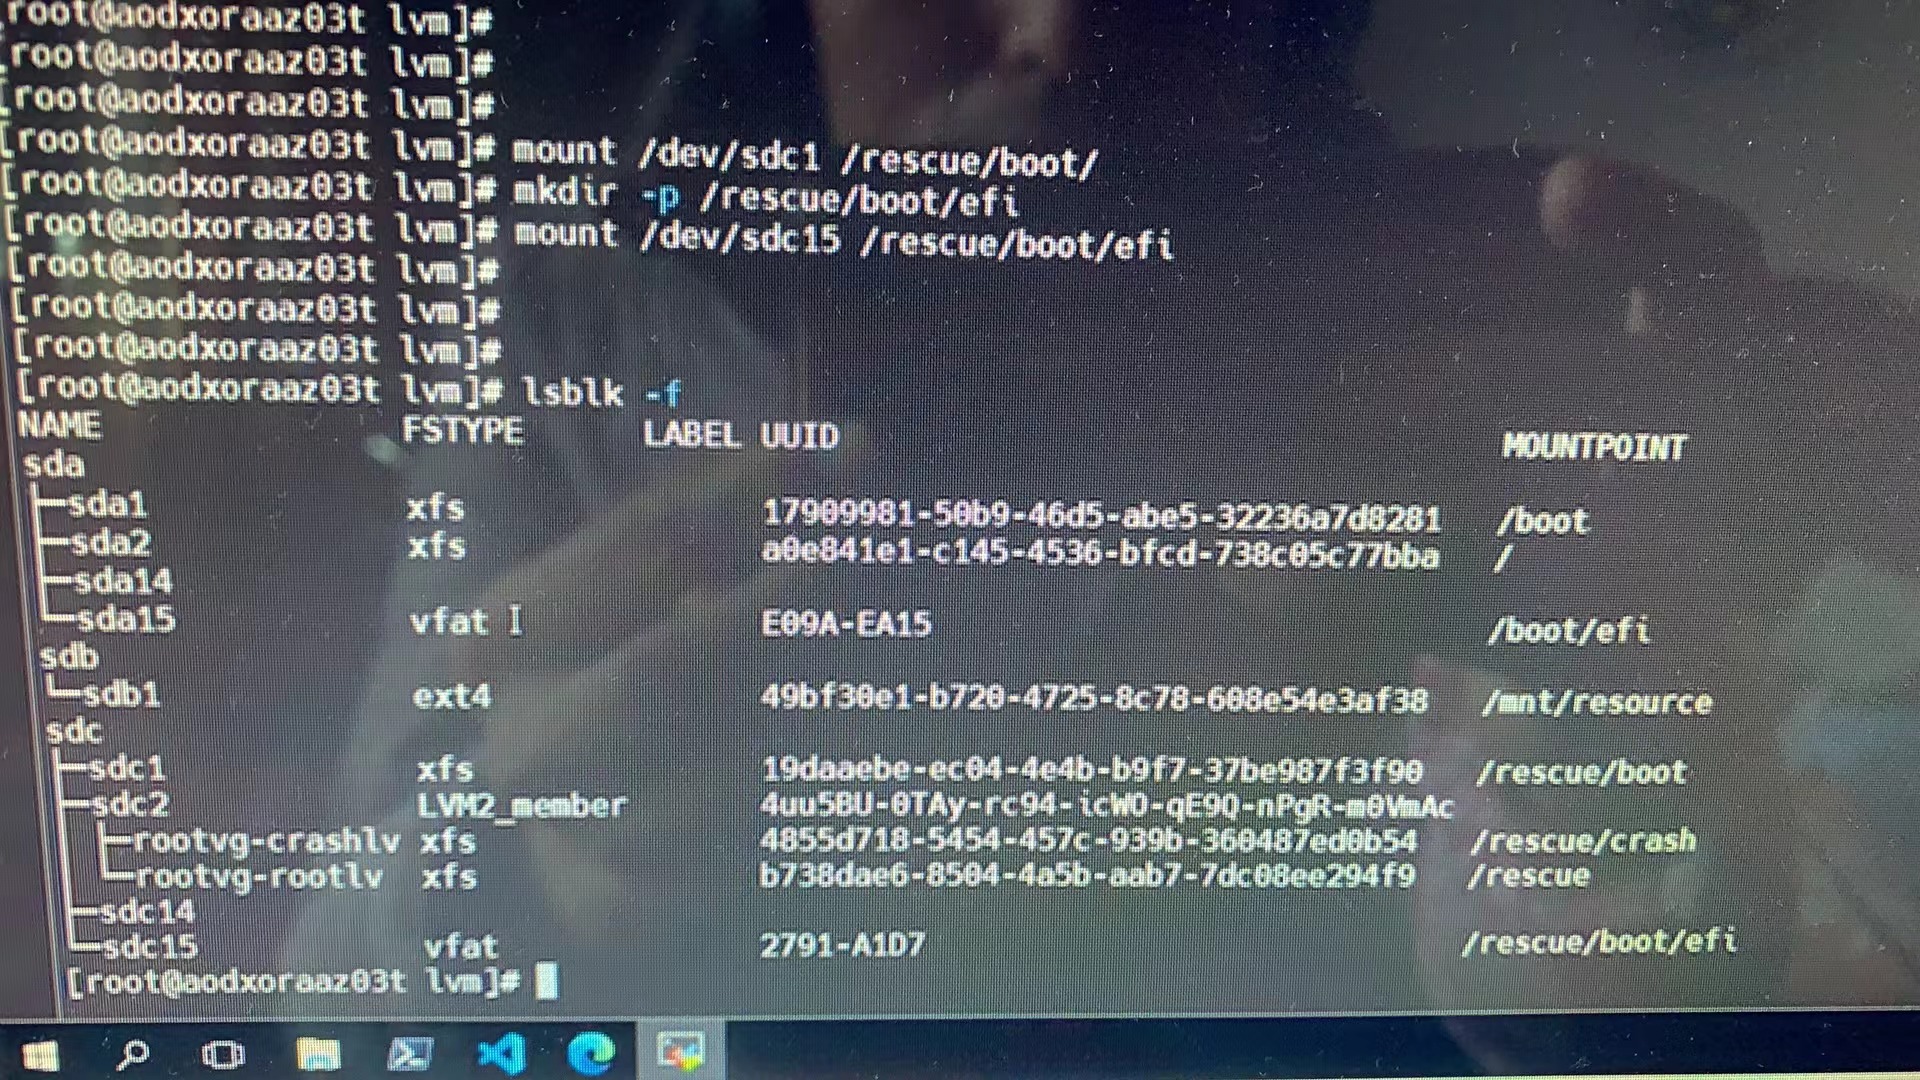 root@aodxoraaz03t lvm]#
root@aodxoraaz03t lvm]#
[root@aodxoraaz03t lvm]#
[root@aodxoraaz03t lvm]# mount /dev/sdc1 /rescue/boot/
[root@aodxoraaz03t lvm]# mkdir -p /rescue/boot/efi
[root@aodxoraaz03t lvm]# mount /dev/sdc15 /rescue/boot/efi
[root@aodxoraaz03t lvm]#
[root@aodxoraaz03t lvm]#
[root@aodxoraaz03t lvm]#
[root@aodxoraaz03t lvm]# lsblk -f
NAME FSTYPE LABEL UUID MOUNTPOINT
sda
├─sda1 xfs 17909981-50b9-46d5-abe5-32236a7d8281 /boot
├─sda2 xfs a0e841e1-c145-4536-bfcd-738c05c77bba /
├─sda14
└─sda15 vfat E09A-EA15 /boot/efi
sdb
└─sdb1 ext4 49bf30e1-b720-4725-8c78-608e54e3af38 /mnt/resource
sdc
├─sdc1 xfs 19daaebe-ec04-4e4b-b9f7-37be987f3f90 /rescue/boot
├─sdc2 LVM2_member 4uu5BU-0TAy-rc94-icWO-qE9Q-nPgR-m0VmAc
│ ├─rootvg-crashlv xfs 4855d718-5454-457c-939b-360487ed0b54 /rescue/crash
│ └─rootvg-rootlv xfs b738dae6-8504-4a5b-aab7-7dc08ee294f9 /rescue
├─sdc14
└─sdc15 vfat 2791-A1D7 /rescue/boot/efi
[root@aodxoraaz03t lvm]#